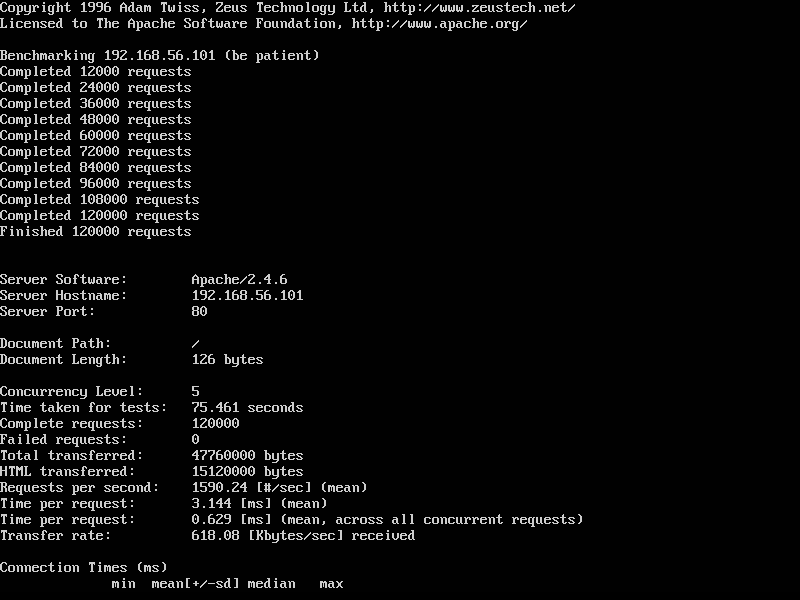 Copyright 1996 Adam Twiss, Zeus Technology Ltd, http://www.zeustech.net/
Licensed to The Apache Software Foundation, http://www.apache.org/
Benchmarking 192.168.56.101 (be patient)
Completed 12000 requests
Completed 24000 requests
Completed 36000 requests
Completed 48000 requests
Completed 60000 requests
Completed 72000 requests
Completed 84000 requests
Completed 96000 requests
Completed 108000 requests
Completed 120000 requests
Finished 120000 requests
Server Software: Apache/2.4.6
Server Hostname: 192.168.56.101
Server Port: 80
Document Path: /
Document Length: 126 bytes
Concurrency Level: 5
Time taken for tests: 75.461 seconds
Complete requests: 120000
Failed requests: 0
Total transferred: 47760000 bytes
HTML transferred: 15120000 bytes
Requests per second: 1590.24 [#/sec] (mean)
Time per request: 3.144 [ms] (mean)
Time per request: 0.629 [ms] (mean, across all concurrent requests)
Transfer rate: 618.08 [Kbytes/sec] received
Connection Times (ms)
min mean[+/-sd] median max